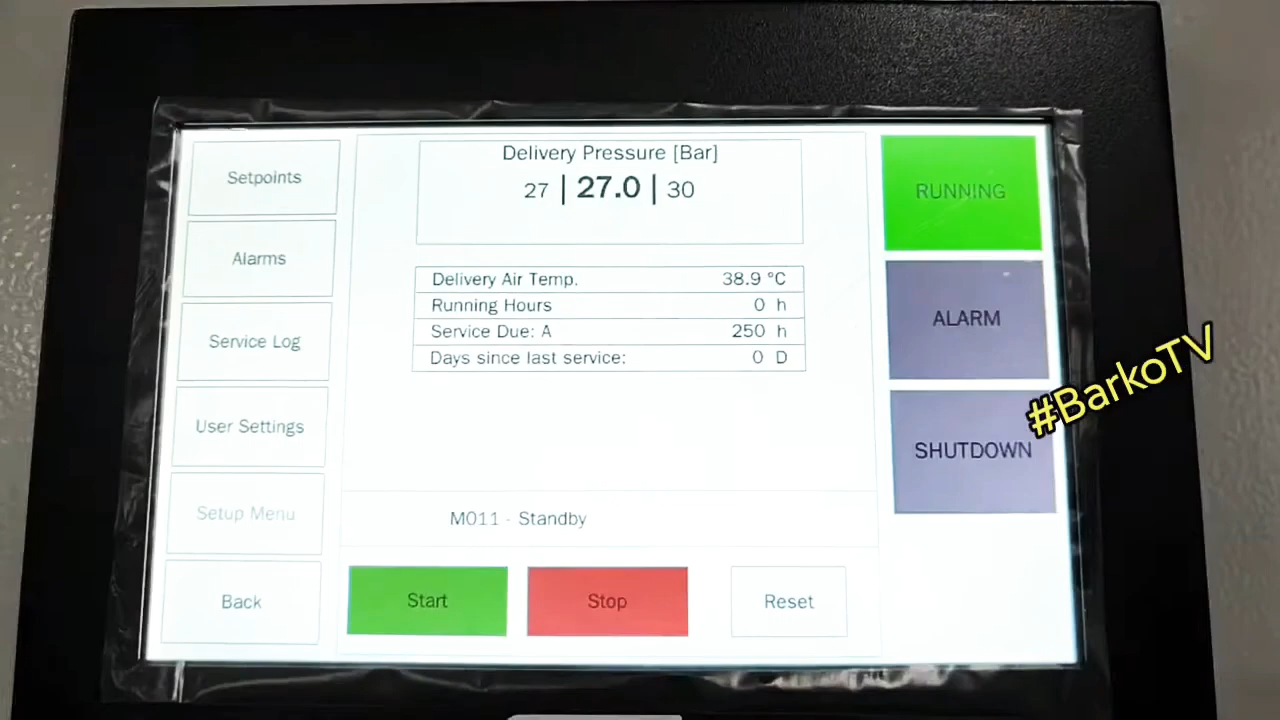 Setpoints
Alarms
Service Log
User Settings
Setup Menu
Back
Delivery Pressure [Bar]
27 | 27.0 | 30
Delivery Air Temp. 38.9 °C
Running Hours 0 h
Service Due: A 250 h
Days since last service: 0 D
M011 - Standby
Start
Stop
Reset
RUNNING
ALARM
SHUTDOWN
#BarkoTV